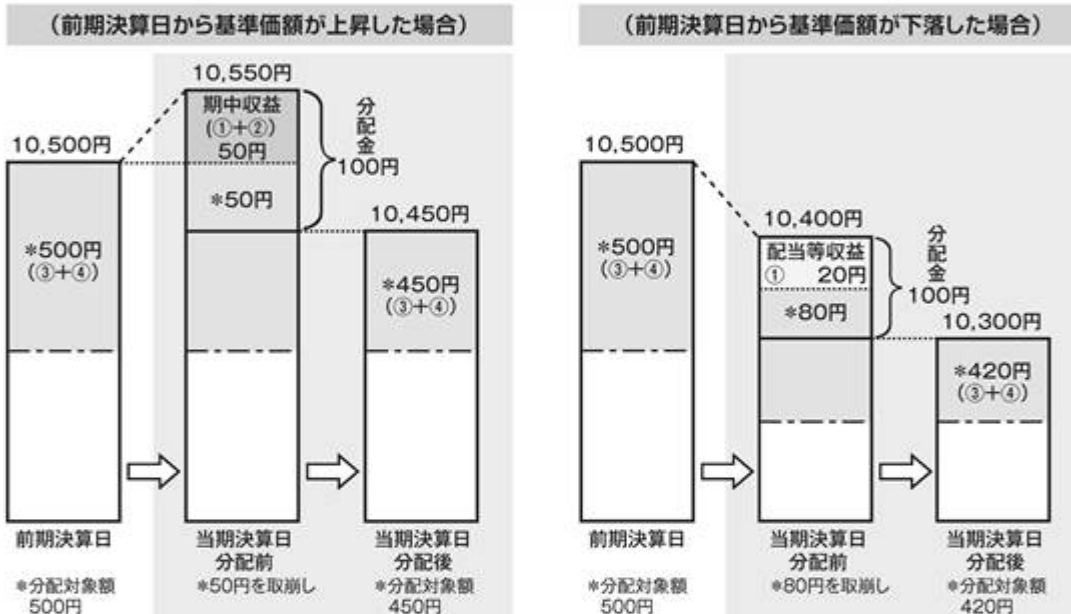 （前期決算日から基準価額が上昇した場合）
10,550円
期中収益
（①＋②）
50円
分配金
100円
10,500円
＊50円
10,450円
＊500円
（③＋④）
＊450円
（③＋④）
前期決算日
当期決算日
分配前
当期決算日
分配後
＊分配対象額
500円
＊50円を取崩し
＊分配対象額
450円
（前期決算日から基準価額が下落した場合）
10,500円
10,400円
配当等収益
① 20円
分配金
100円
＊80円
＊500円
（③＋④）
10,300円
＊420円
（③＋④）
前期決算日
当期決算日
分配前
当期決算日
分配後
＊分配対象額
500円
＊80円を取崩し
＊分配対象額
420円